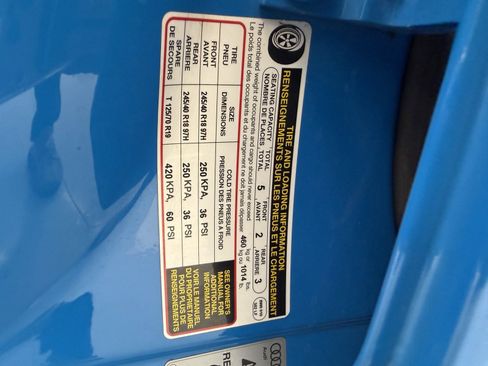 TIRE AND LOADING INFORMATION
RENSEIGNEMENTS SUR LES PNEUS ET LE CHARGEMENT
SEATING CAPACITY TOTAL 5 FRONT 2 REAR 3
NOMBRE DE PLACES TOTAL AVANT ARRIÈRE
The combined weight of occupants and cargo should never exceed 460 kg or 1014 lbs.
Le poids total des occupants et du chargement ne doit jamais dépasser kg ou lb.
TIRE SIZE COLD TIRE PRESSURE
PNEU DIMENSIONS PRESSION DES PNEUS A FROID
FRONT 245/40 R18 97H 250 KPA, 36 PSI
AVANT
REAR 245/40 R18 97H 250 KPA, 36 PSI
ARRIÈRE
SPARE T 125/70 R19 420 KPA, 60 PSI
DE SECOURS
SEE OWNER'S
MANUAL FOR
ADDITIONAL
INFORMATION
VOIR LE MANUEL
DU PROPRIÉTAIRE
POUR PLUS DE
RENSEIGNEMENTS
Audi